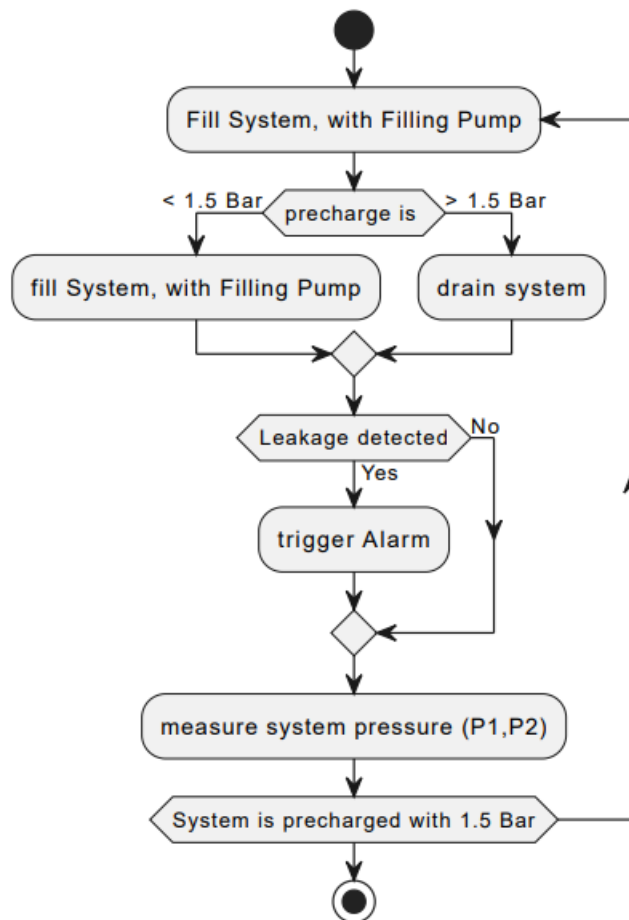 Fill System, with Filling Pump
< 1.5 Bar
precharge is
> 1.5 Bar
fill System, with Filling Pump
drain system
Leakage detected
No
Yes
trigger Alarm
measure system pressure (P1,P2)
System is precharged with 1.5 Bar